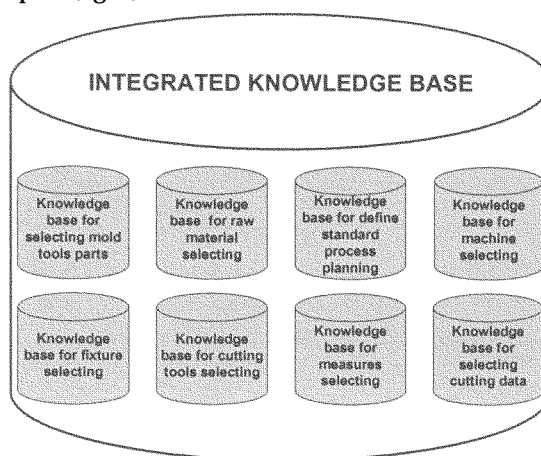 INTEGRATED KNOWLEDGE BASE
Knowledge
base for
selecting mold
tools parts
Knowledge
base for raw
material
selecting
Knowledge
base for define
standard
process
planning
Knowledge
base for
machine
selecting
Knowledge
base for fixture
selecting
Knowledge
base for cutting
tools selecting
Knowledge
base for
measures
selecting
Knowledge
base for
selecting
cutting data